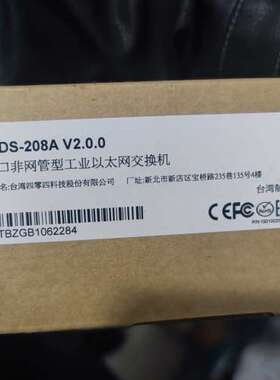 DS-208A V2.0.0
口非网管型工业以太网交换机
名:台湾四零四科技股份有限公司 厂址:新北市新店区宝桥路235巷135号4楼
台湾制
FC CE
TBZGB1062284